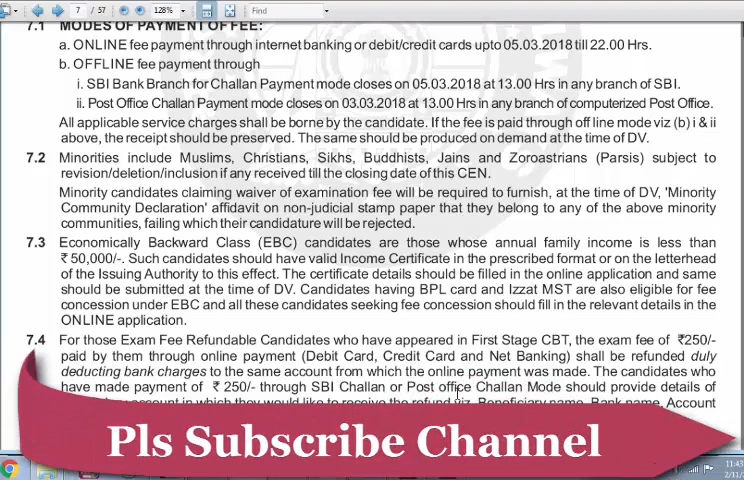 7 / 57 128% Find
7.1 MODES OF PAYMENT OF FEE:
a. ONLINE fee payment through internet banking or debit/credit cards upto 05.03.2018 till 22.00 Hrs.
b. OFFLINE fee payment through
i. SBI Bank Branch for Challan Payment mode closes on 05.03.2018 at 13.00 Hrs in any branch of SBI.
ii. Post Office Challan Payment mode closes on 03.03.2018 at 13.00 Hrs in any branch of computerized Post Office.
All applicable service charges shall be borne by the candidate. If the fee is paid through off line mode viz (b) i & ii
above, the receipt should be preserved. The same should be produced on demand at the time of DV.
7.2 Minorities include Muslims, Christians, Sikhs, Buddhists, Jains and Zoroastrians (Parsis) subject to
revision/deletion/inclusion if any received till the closing date of this CEN.
Minority candidates claiming waiver of examination fee will be required to furnish, at the time of DV, 'Minority
Community Declaration' affidavit on non-judicial stamp paper that they belong to any of the above minority
communities, failing which their candidature will be rejected.
7.3 Economically Backward Class (EBC) candidates are those whose annual family income is less than
₹ 50,000/-. Such candidates should have valid Income Certificate in the prescribed format or on the letterhead
of the Issuing Authority to this effect. The certificate details should be filled in the online application and same
should be submitted at the time of DV. Candidates having BPL card and Izzat MST are also eligible for fee
concession under EBC and all these candidates seeking fee concession should fill in the relevant details in the
ONLINE application.
7.4 For those Exam Fee Refundable Candidates who have appeared in First Stage CBT, the exam fee of ₹250/-
paid by them through online payment (Debit Card, Credit Card and Net Banking) shall be refunded duly
deducting bank charges to the same account from which the online payment was made. The candidates who
have made payment of ₹ 250/- through SBI Challan or Post office Challan Mode should provide details of
account in which they would like to receive the refund viz. Beneficiary name, Bank name, Account
Pls Subscribe Channel
11:43